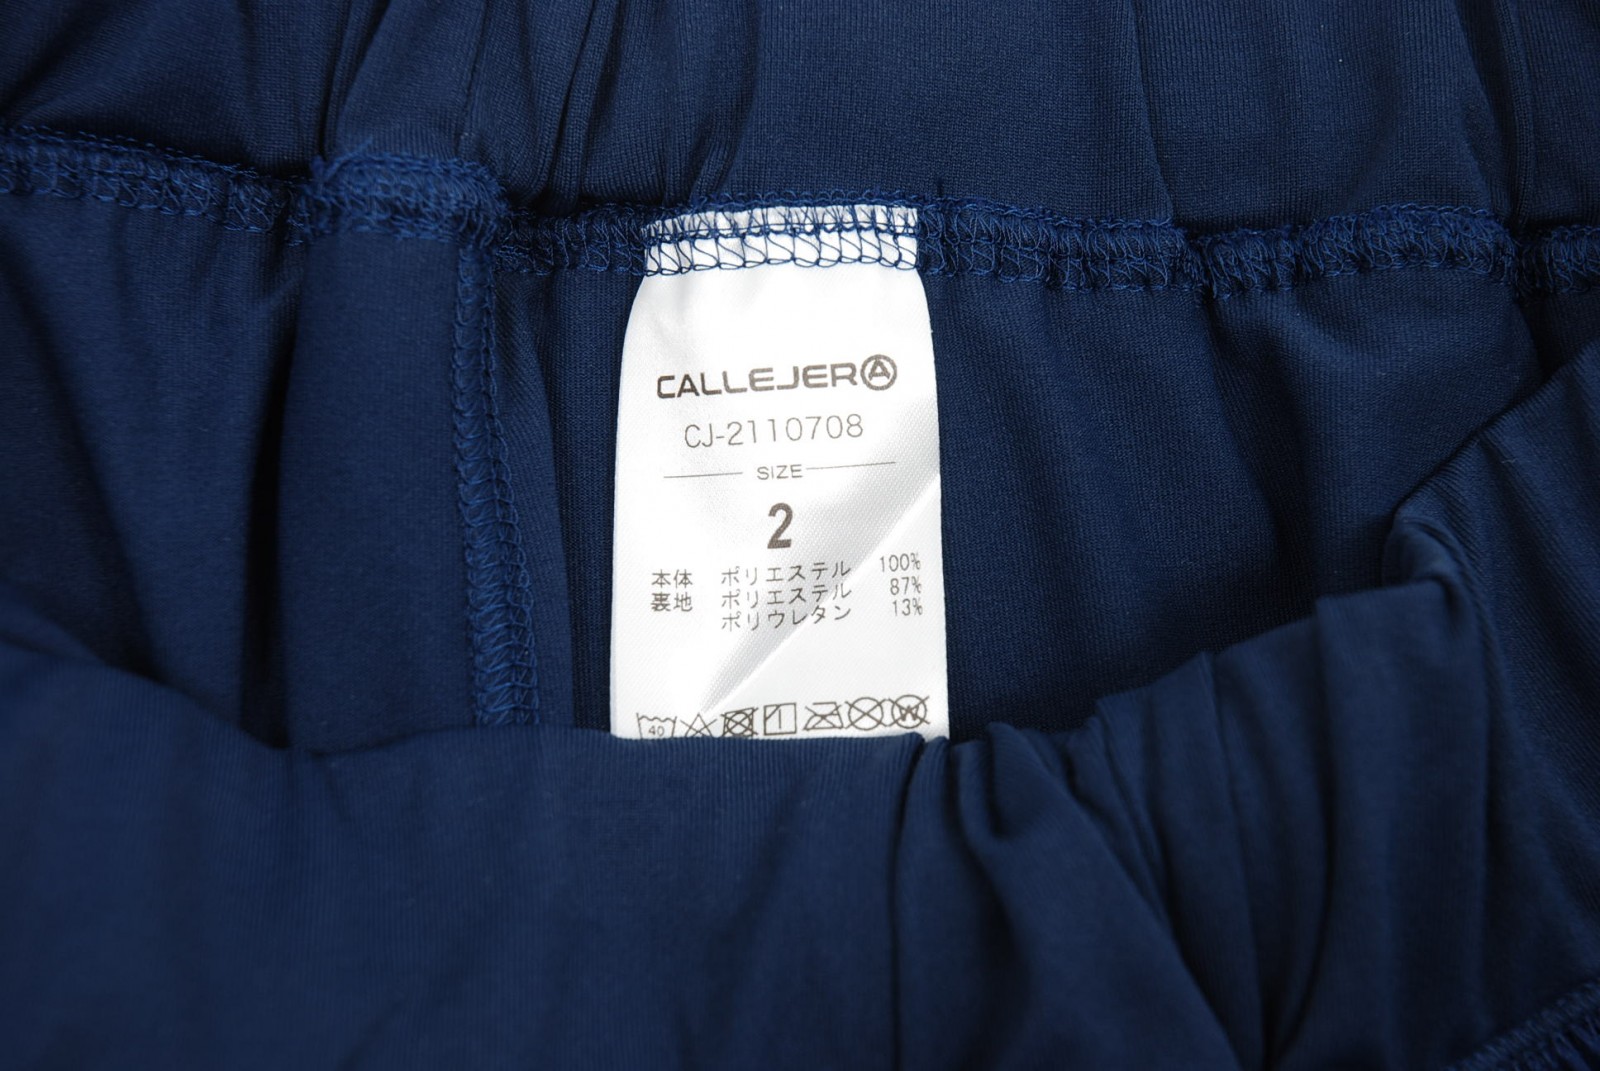 CALLEJERA
CJ-2110708
SIZE
2
本体 ポリエステル 100%
裏地 ポリエステル 87%
ポリウレタン 13%
40